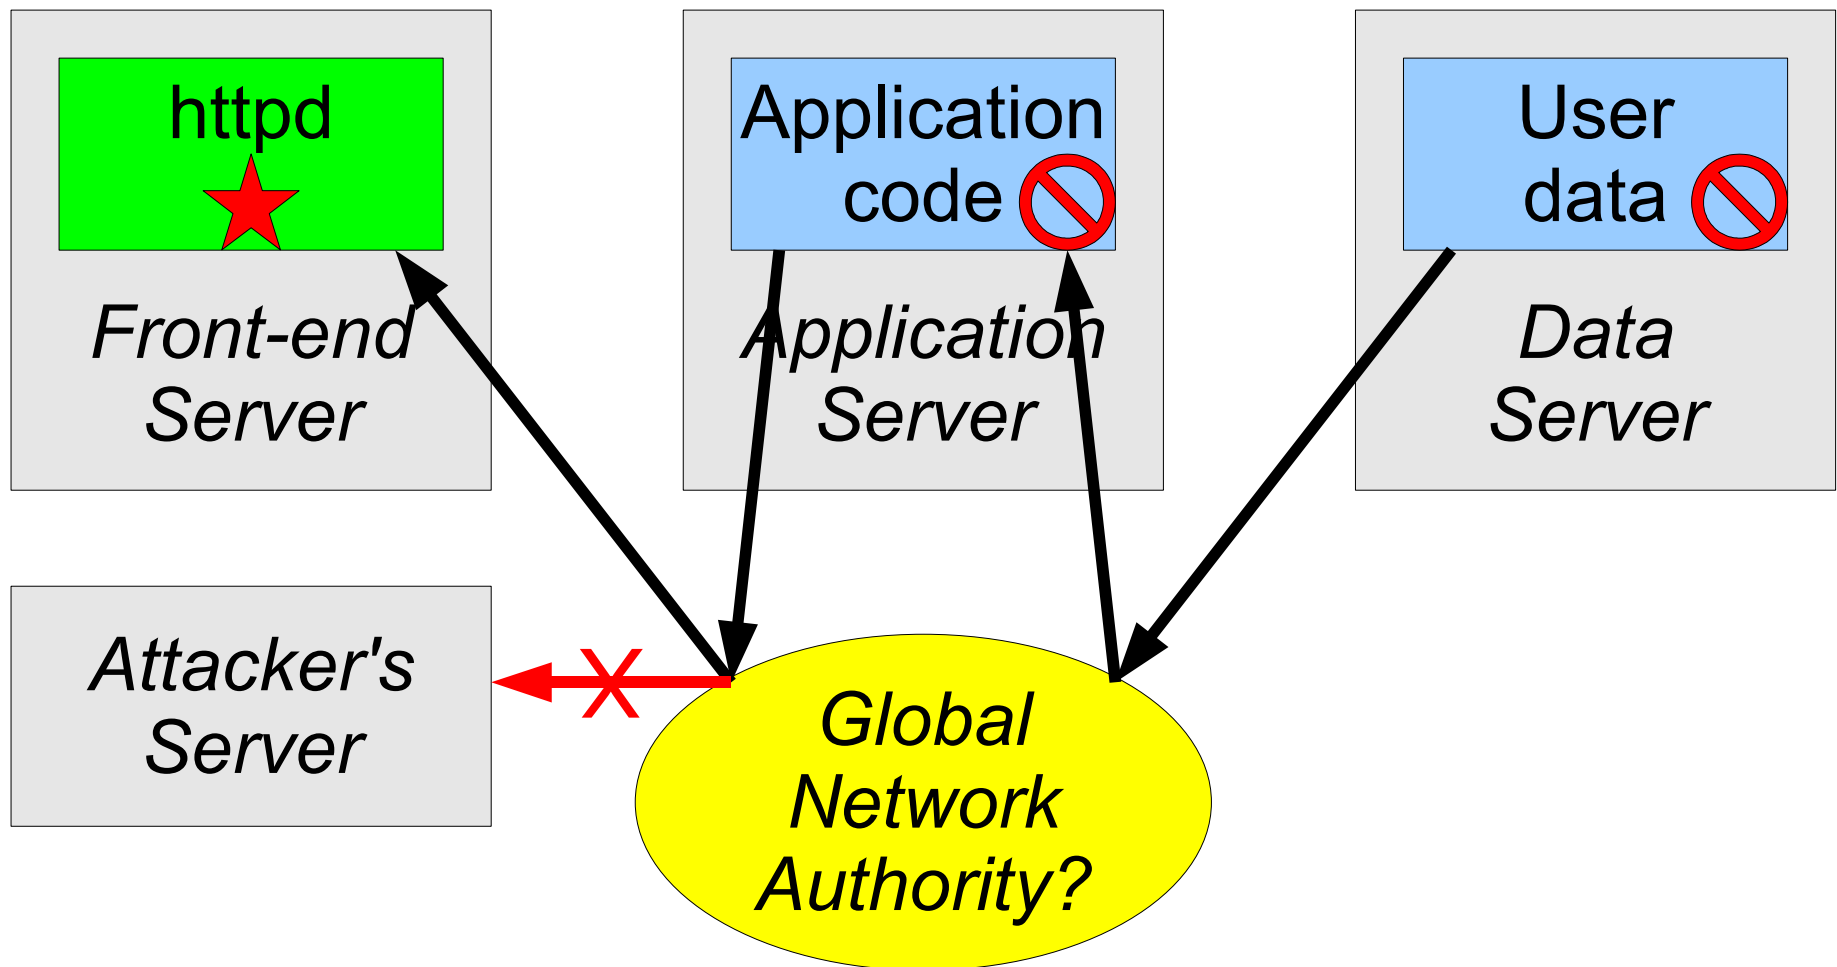 httpd
Application
code
User
data
Front-end
Server
Application
Server
Data
Server
Attacker's
Server
X
Global
Network
Authority?